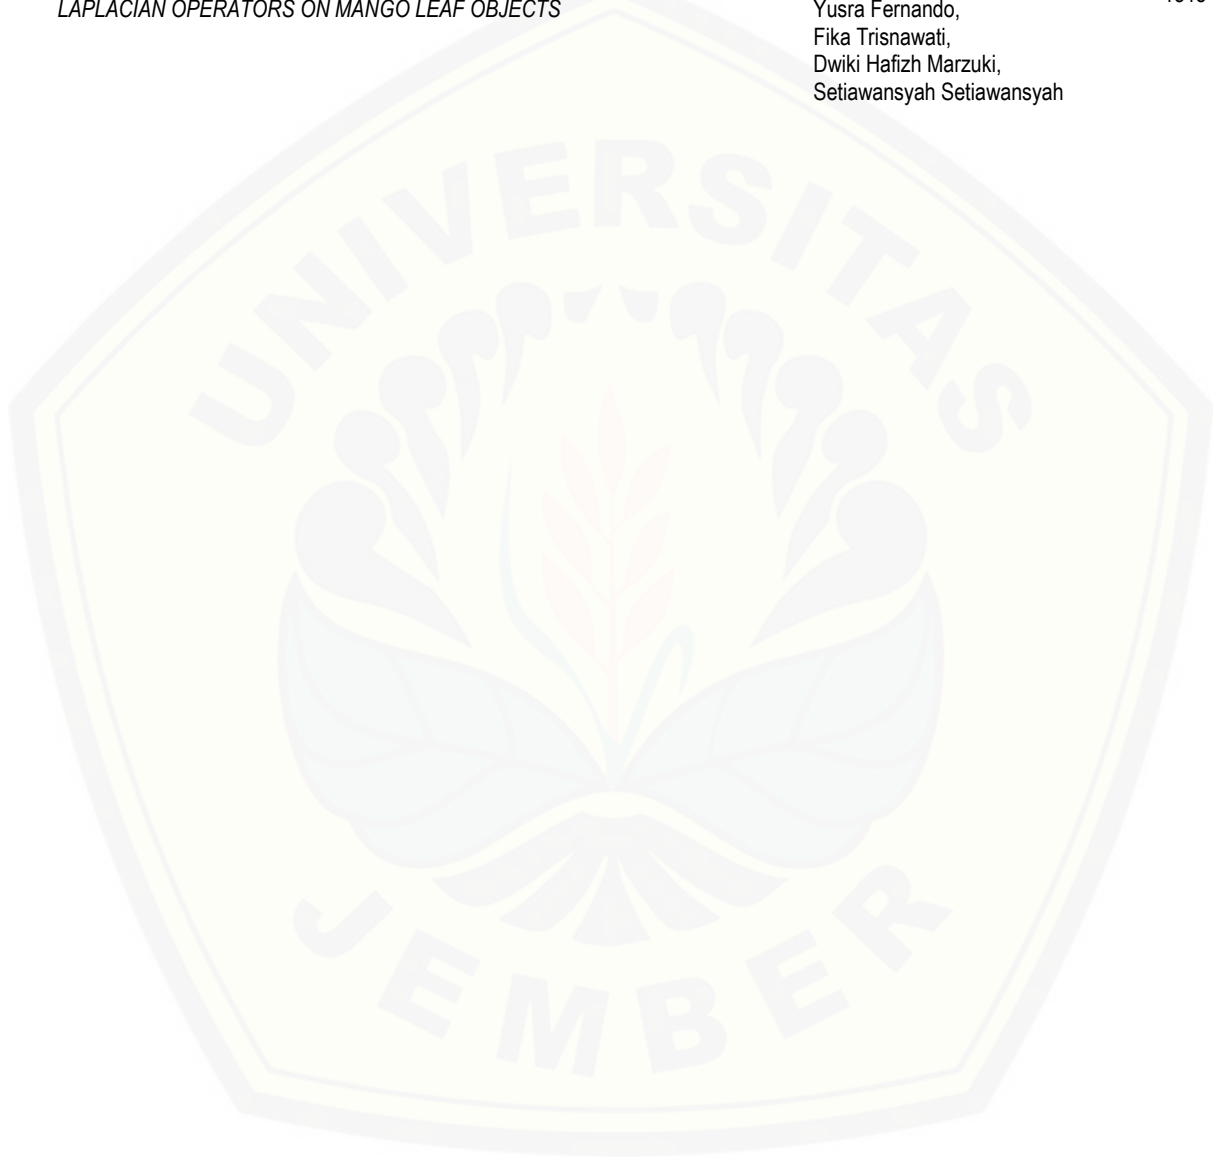 LAPLACIAN OPERATORS ON MANGO LEAF OBJECTS
Yusra Fernando,
Fika Trisnawati,
Dwiki Hafizh Marzuki,
Setiawansyah Setiawansyah
UNIVERSITAS
JEMBER